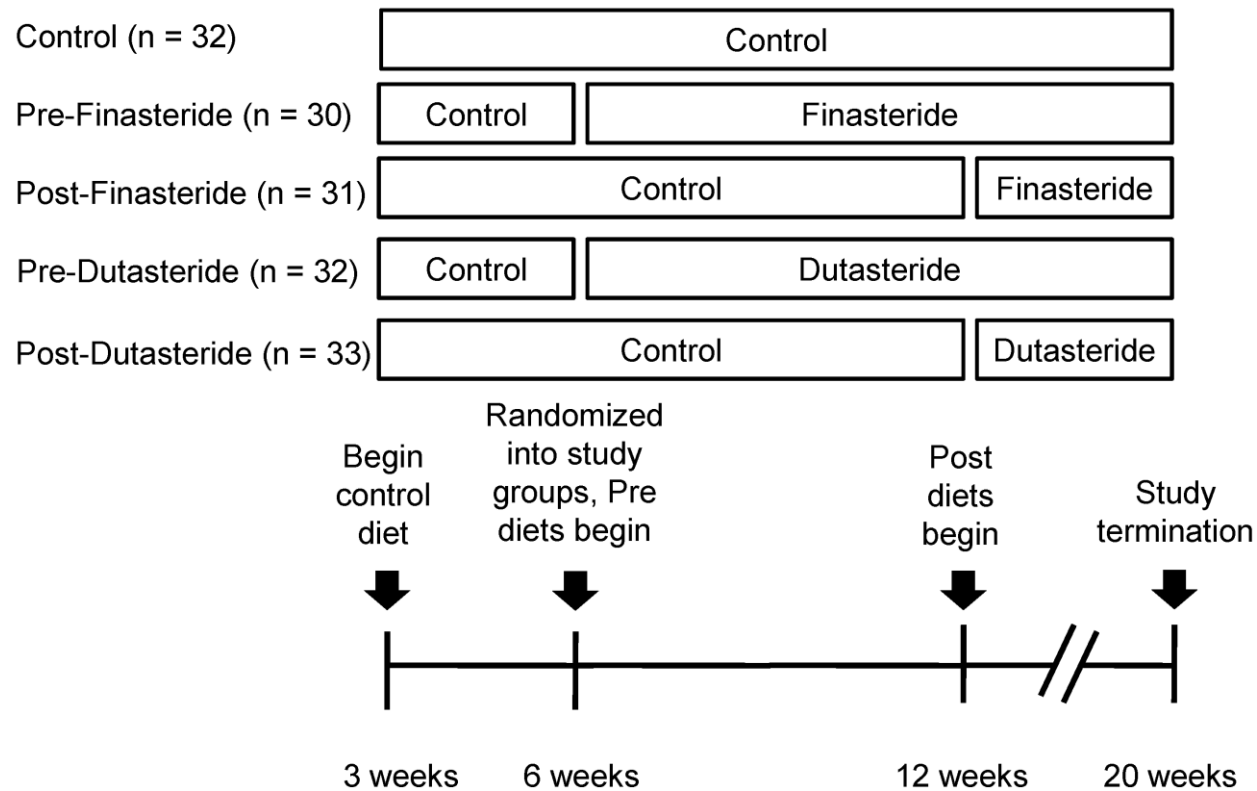 Control (n = 32)
Control
Pre-Finasteride (n = 30)
Control
Finasteride
Post-Finasteride (n = 31)
Control
Finasteride
Pre-Dutasteride (n = 32)
Control
Dutasteride
Post-Dutasteride (n = 33)
Control
Dutasteride
Begin
control
diet
Randomized
into study
groups, Pre
diets begin
Post
diets
begin
Study
termination
3 weeks
6 weeks
12 weeks
20 weeks